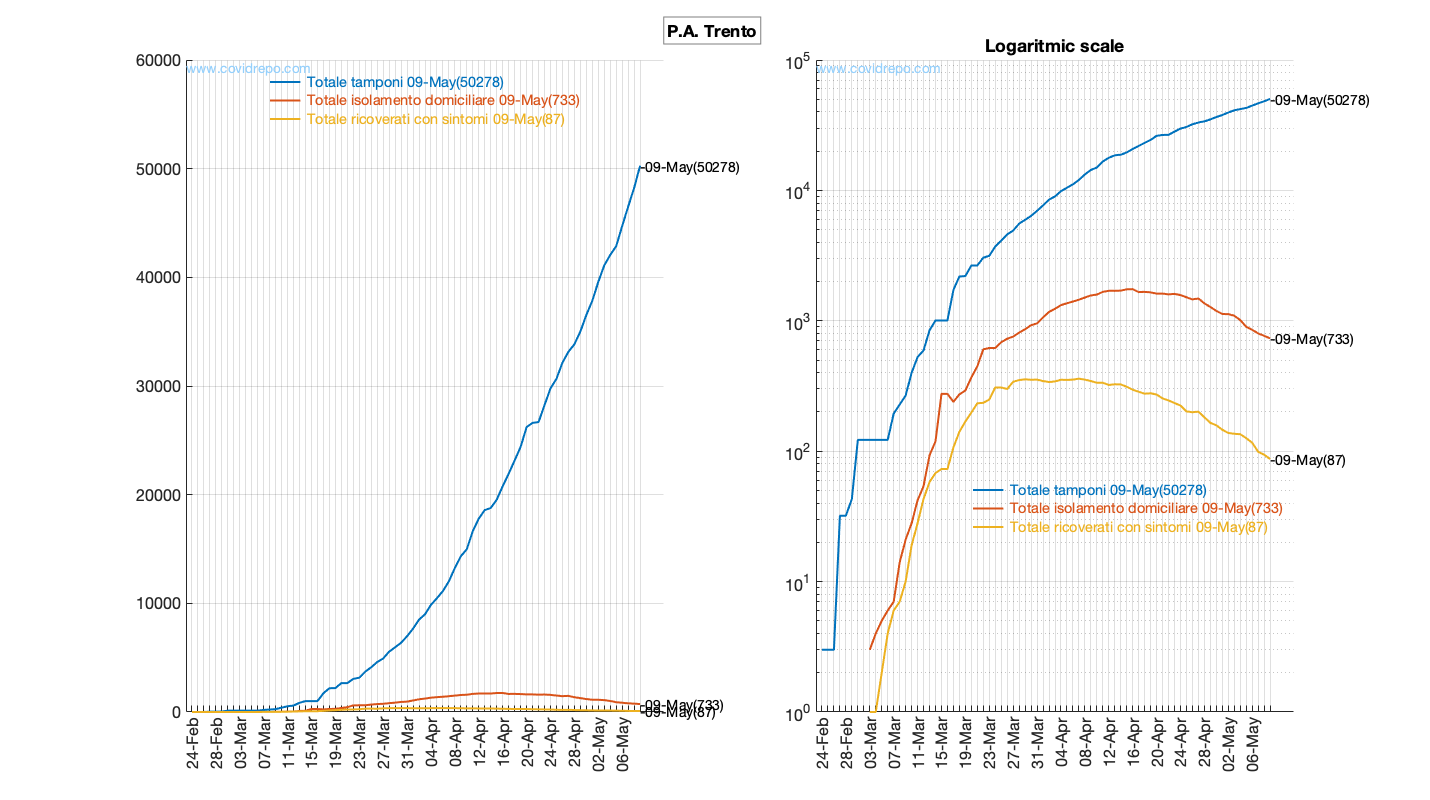 P.A. Trento
Logaritmic scale
www.covidrepo.com
Totale tamponi 09-May(50278)
Totale isolamento domiciliare 09-May(733)
Totale ricoverati con sintomi 09-May(87)
60000
50000
40000
30000
20000
10000
0
-09-May(50278)
-09-May(733)
-09-May(87)
24-Feb
28-Feb
03-Mar
07-Mar
11-Mar
15-Mar
19-Mar
23-Mar
27-Mar
31-Mar
04-Apr
08-Apr
12-Apr
16-Apr
20-Apr
24-Apr
28-Apr
02-May
06-May
www.covidrepo.com
10^5
10^4
10^3
10^2
10^1
10^0
-09-May(50278)
-09-May(733)
-09-May(87)
Totale tamponi 09-May(50278)
Totale isolamento domiciliare 09-May(733)
Totale ricoverati con sintomi 09-May(87)
24-Feb
28-Feb
03-Mar
07-Mar
11-Mar
15-Mar
19-Mar
23-Mar
27-Mar
31-Mar
04-Apr
08-Apr
12-Apr
16-Apr
20-Apr
24-Apr
28-Apr
02-May
06-May